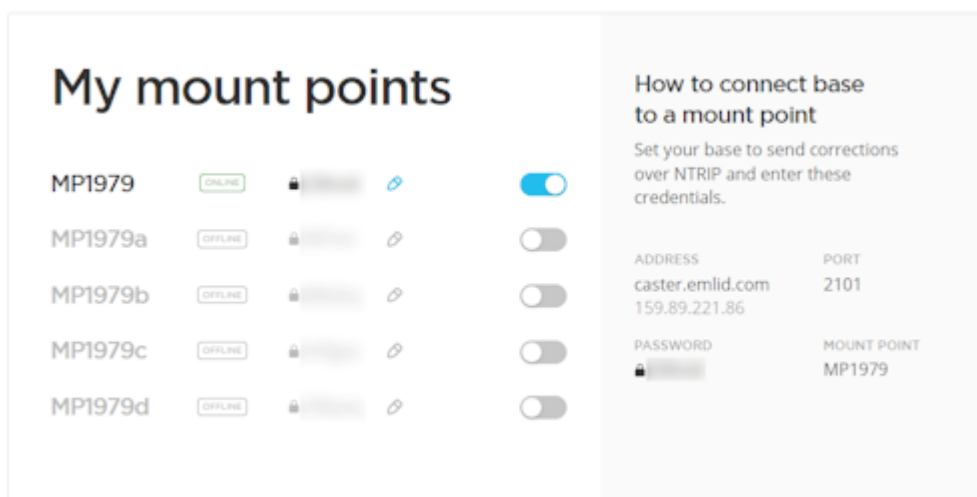 My mount points
MP1979 ONLINE
MP1979a OFFLINE
MP1979b OFFLINE
MP1979c OFFLINE
MP1979d OFFLINE
How to connect base
to a mount point
Set your base to send corrections
over NTRIP and enter these
credentials.
ADDRESS PORT
caster.emlid.com 2101
159.89.221.86
PASSWORD MOUNT POINT
MP1979